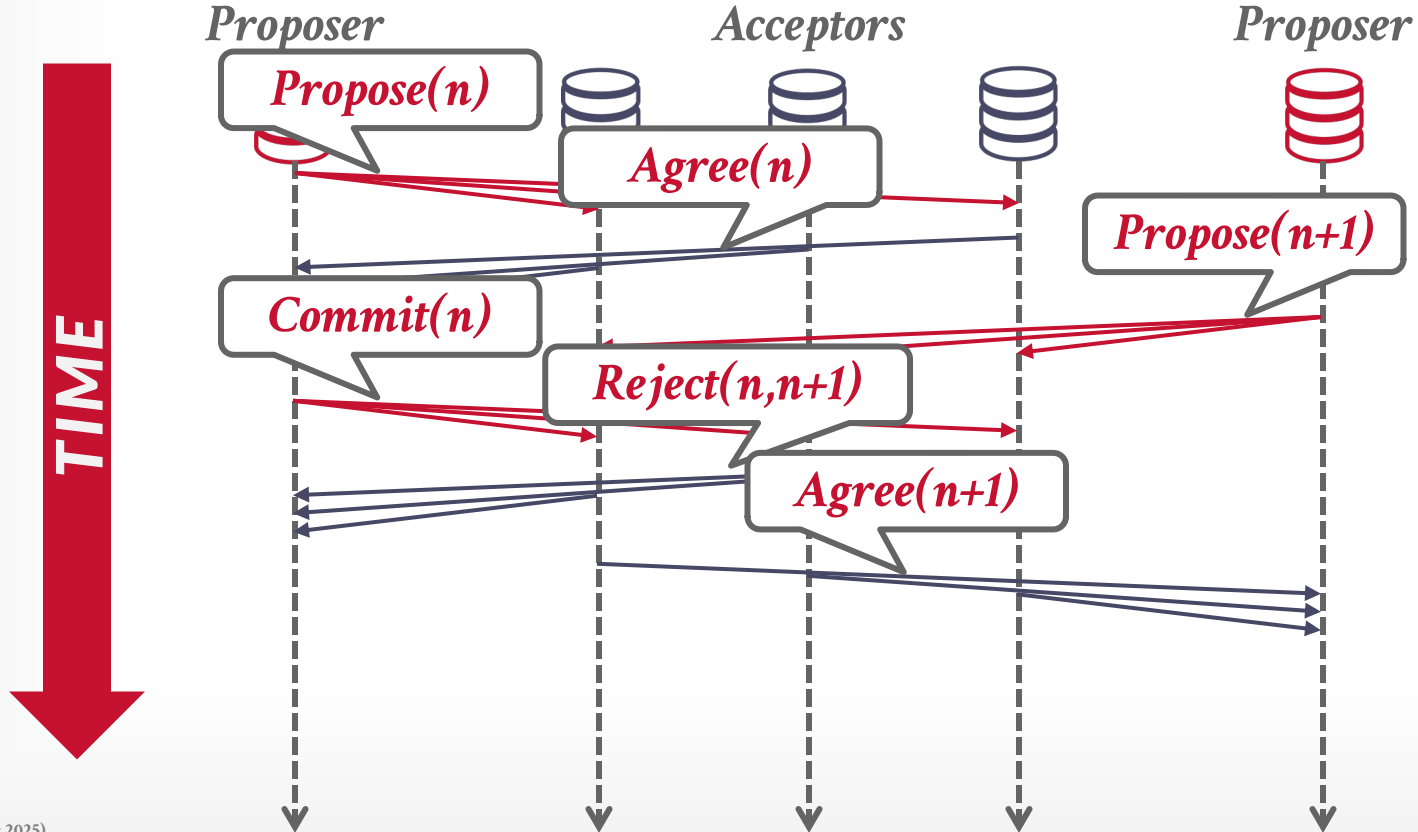 Proposer
Acceptors
Proposer
Propose(n)
Agree(n)
Propose(n+1)
Commit(n)
TIME
Reject(n,n+1)
Agree(n+1)
2025)